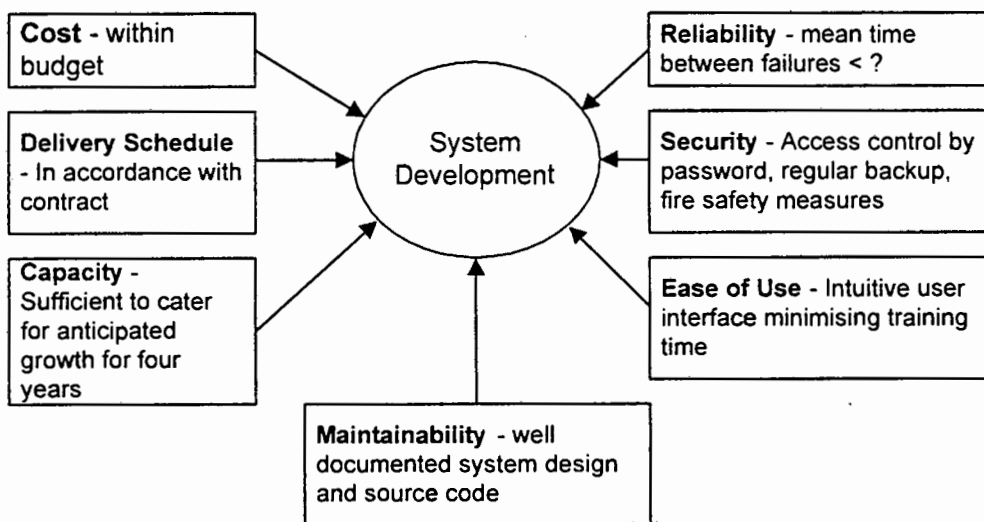 Cost - within
budget
Delivery Schedule
- In accordance with
contract
Capacity -
Sufficient to cater
for anticipated
growth for four
years
System
Development
Reliability - mean time
between failures < ?
Security - Access control by
password, regular backup,
fire safety measures
Ease of Use - Intuitive user
interface minimising training
time
Maintainability - well
documented system design
and source code